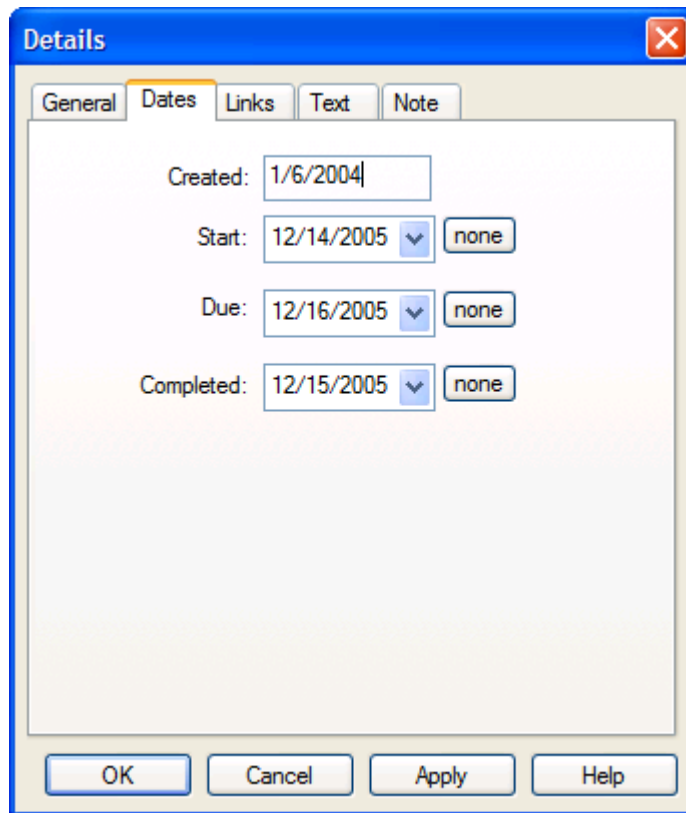 Details
General Dates Links Text Note
Created: 1/6/2004
Start: 12/14/2005 none
Due: 12/16/2005 none
Completed: 12/15/2005 none
OK Cancel Apply Help